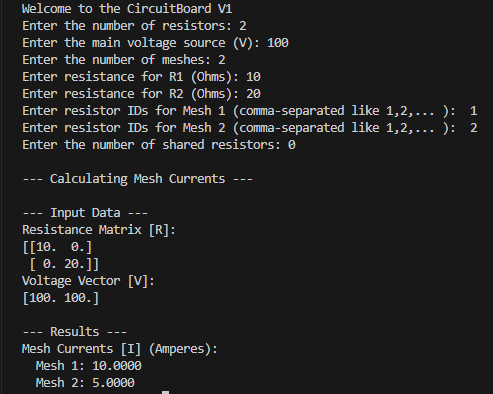 Welcome to the CircuitBoard V1
Enter the number of resistors: 2
Enter the main voltage source (V): 100
Enter the number of meshes: 2
Enter resistance for R1 (Ohms): 10
Enter resistance for R2 (Ohms): 20
Enter resistor IDs for Mesh 1 (comma-separated like 1,2,... ):  1
Enter resistor IDs for Mesh 2 (comma-separated like 1,2,... ):  2
Enter the number of shared resistors: 0

--- Calculating Mesh Currents ---

--- Input Data ---
Resistance Matrix [R]:
[[10.  0.]
 [ 0. 20.]]
Voltage Vector [V]:
[100. 100.]

--- Results ---
Mesh Currents [I] (Amperes):
  Mesh 1: 10.0000
  Mesh 2: 5.0000